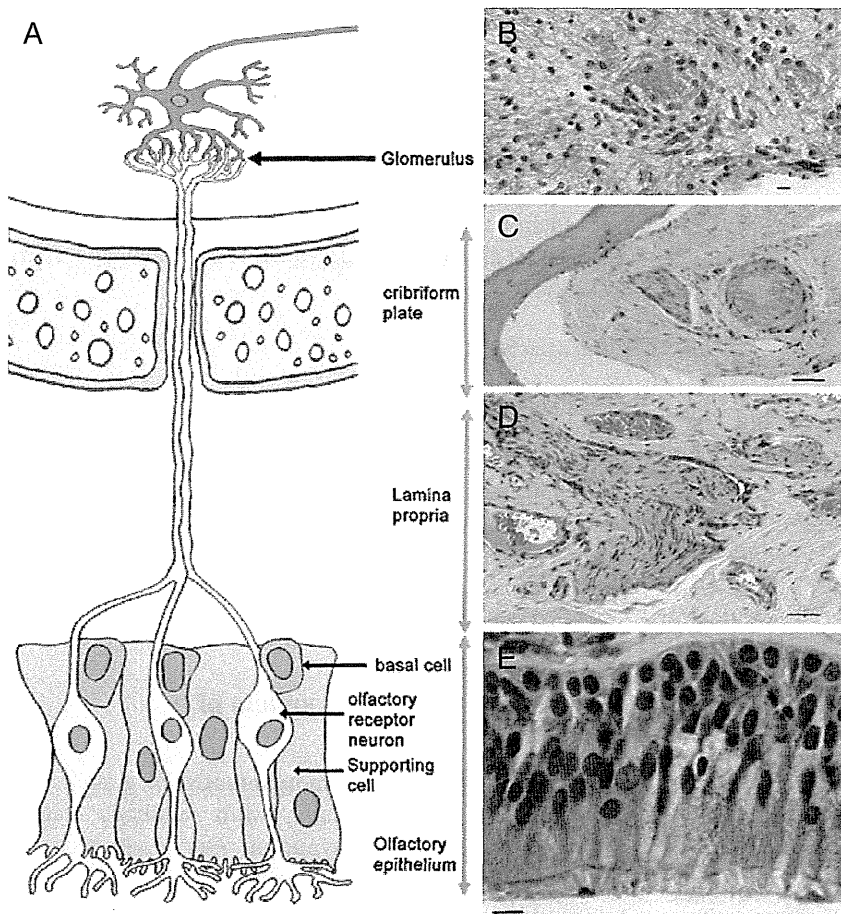 A
B
Glomerulus
C
cribriform
plate
D
Lamina
propria
E
basal cell
olfactory
receptor
neuron
Supporting
cell
Olfactory
epithelium